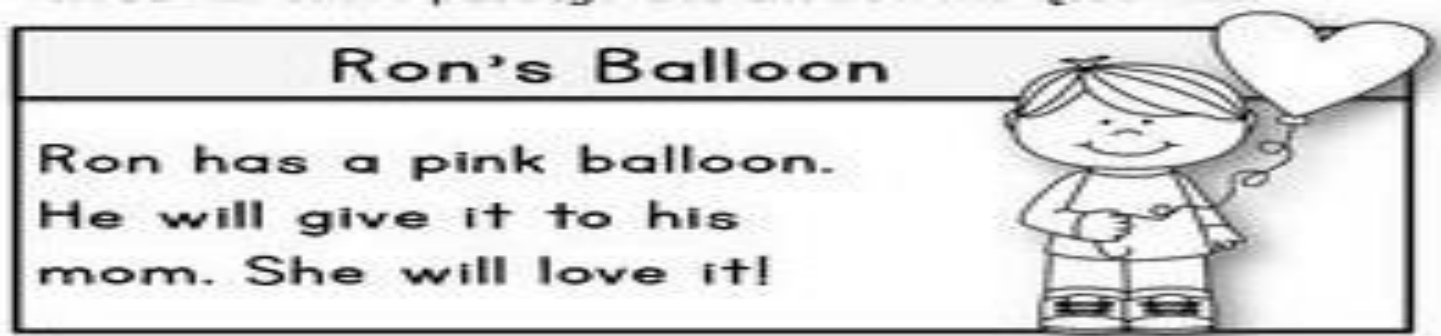 Ron's Balloon
Ron has a pink balloon.
He will give it to his
mom. She will love it!